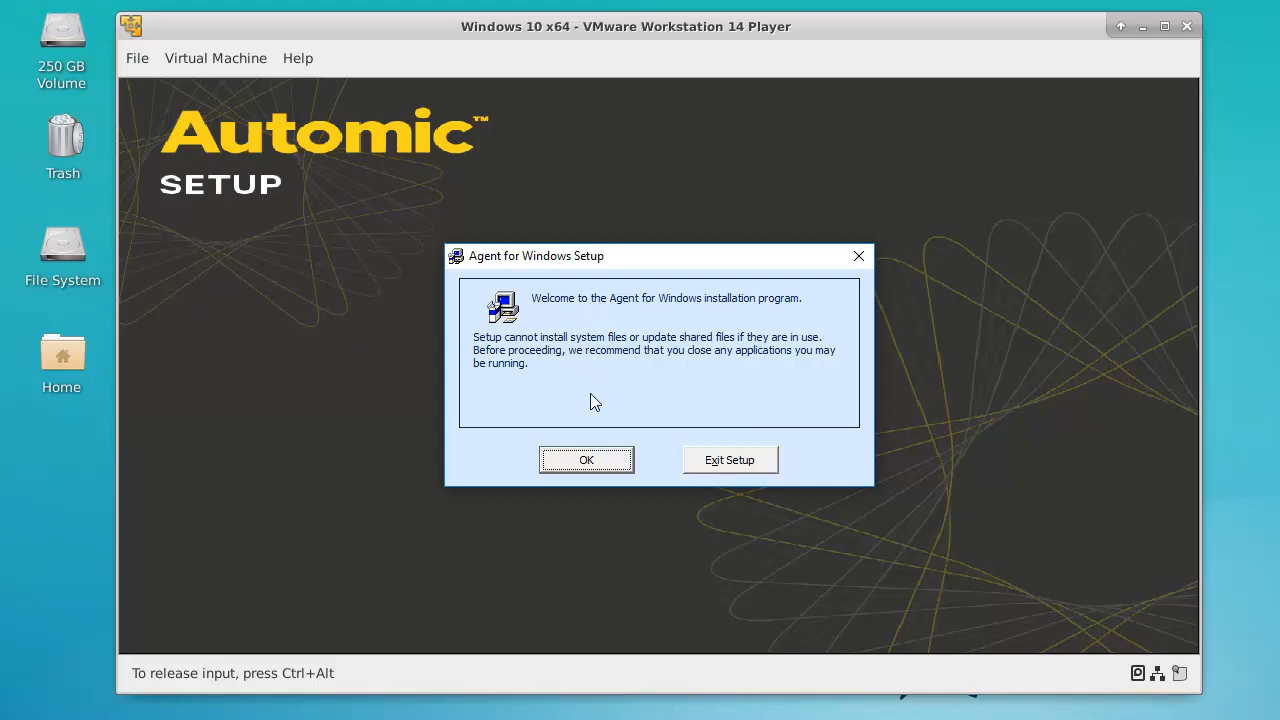 250 GB
Volume
Trash
File System
Home
Windows 10 x64 - VMware Workstation 14 Player
File Virtual Machine Help
Automic™
SETUP
Agent for Windows Setup
Welcome to the Agent for Windows installation program.
Setup cannot install system files or update shared files if they are in use.
Before proceeding, we recommend that you close any applications you may
be running.
OK Exit Setup
To release input, press Ctrl+Alt